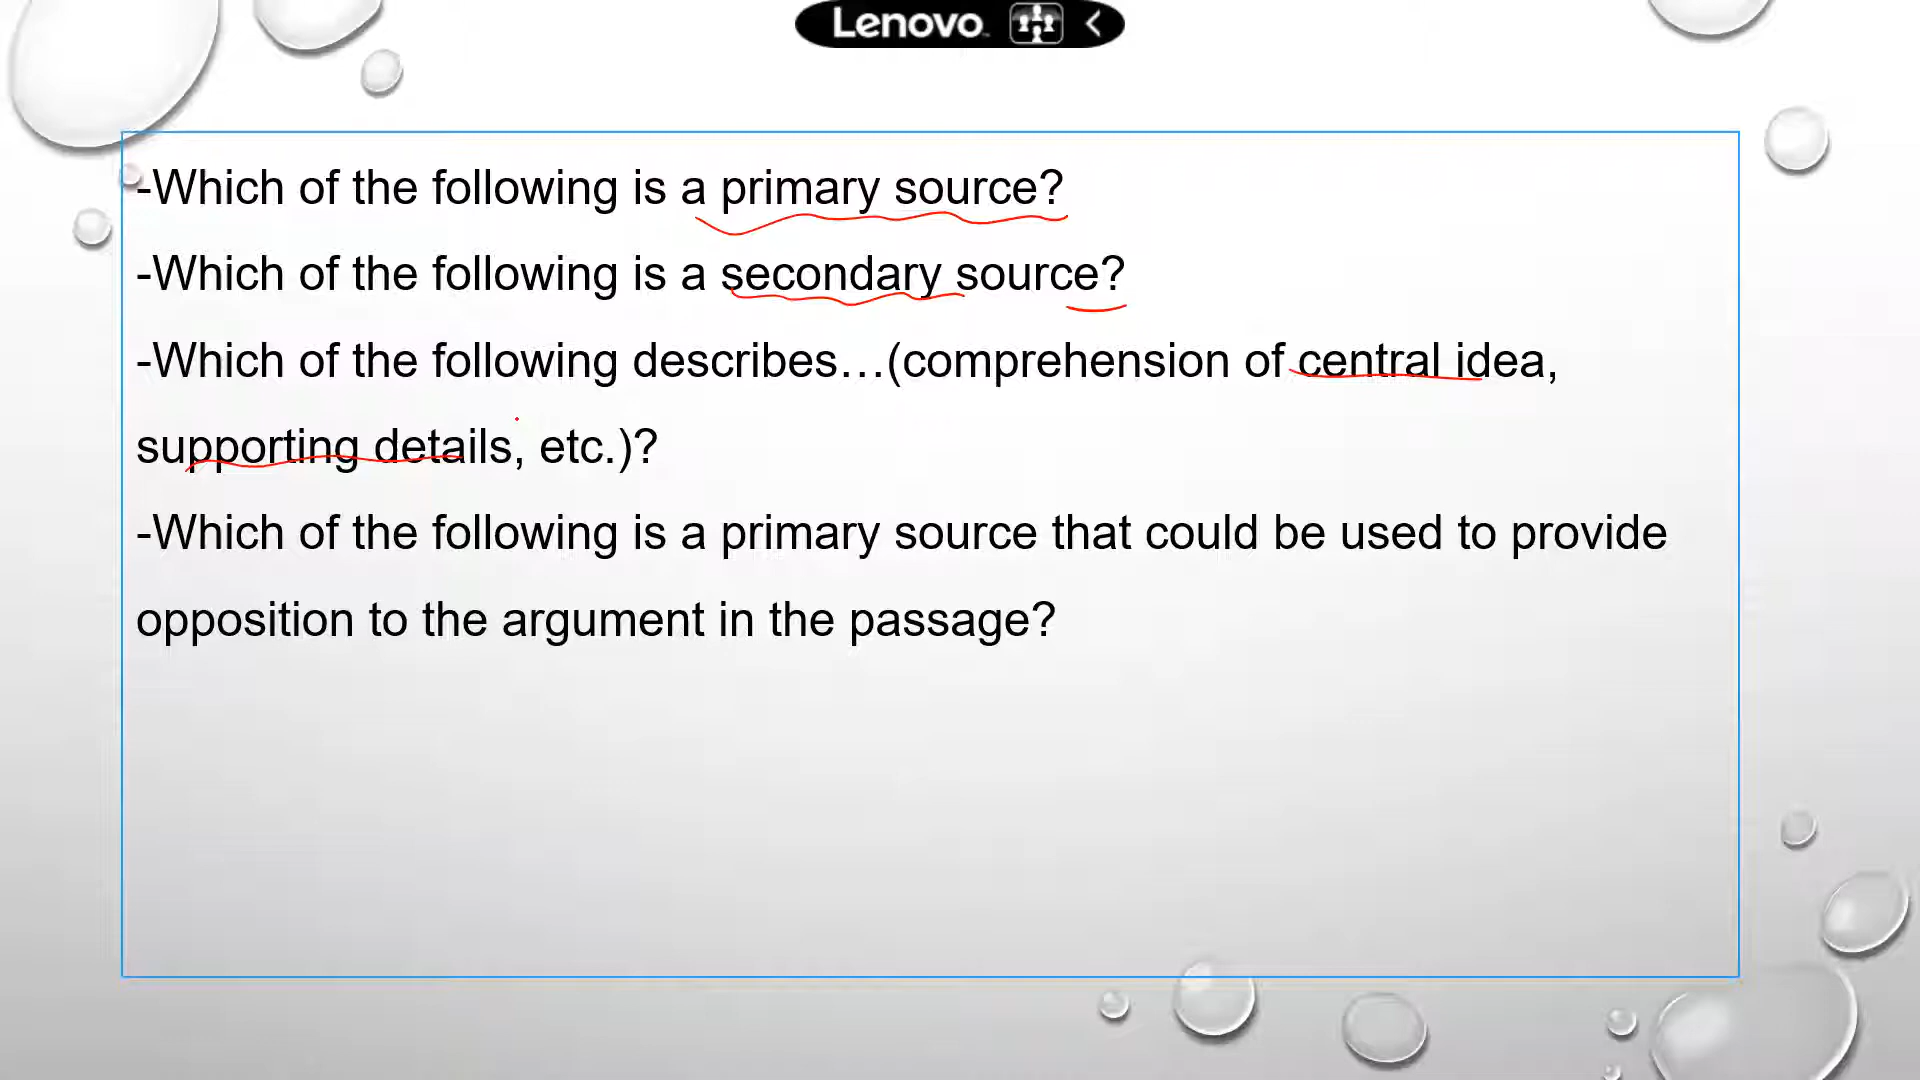 Lenovo
-Which of the following is a primary source?
-Which of the following is a secondary source?
-Which of the following describes…(comprehension of central idea,
supporting details, etc.)?
-Which of the following is a primary source that could be used to provide
opposition to the argument in the passage?